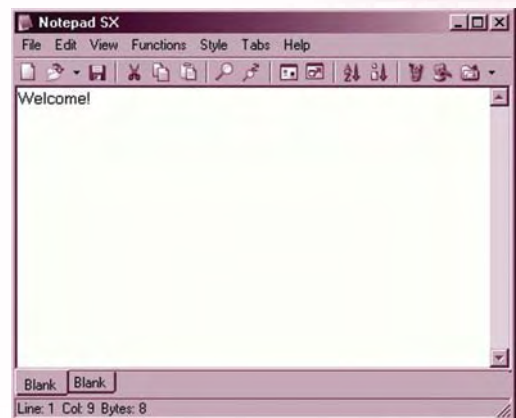 Notepad SX
File Edit View Functions Style Tabs Help
Welcome!
Blank Blank
Line: 1 Col: 9 Bytes: 8